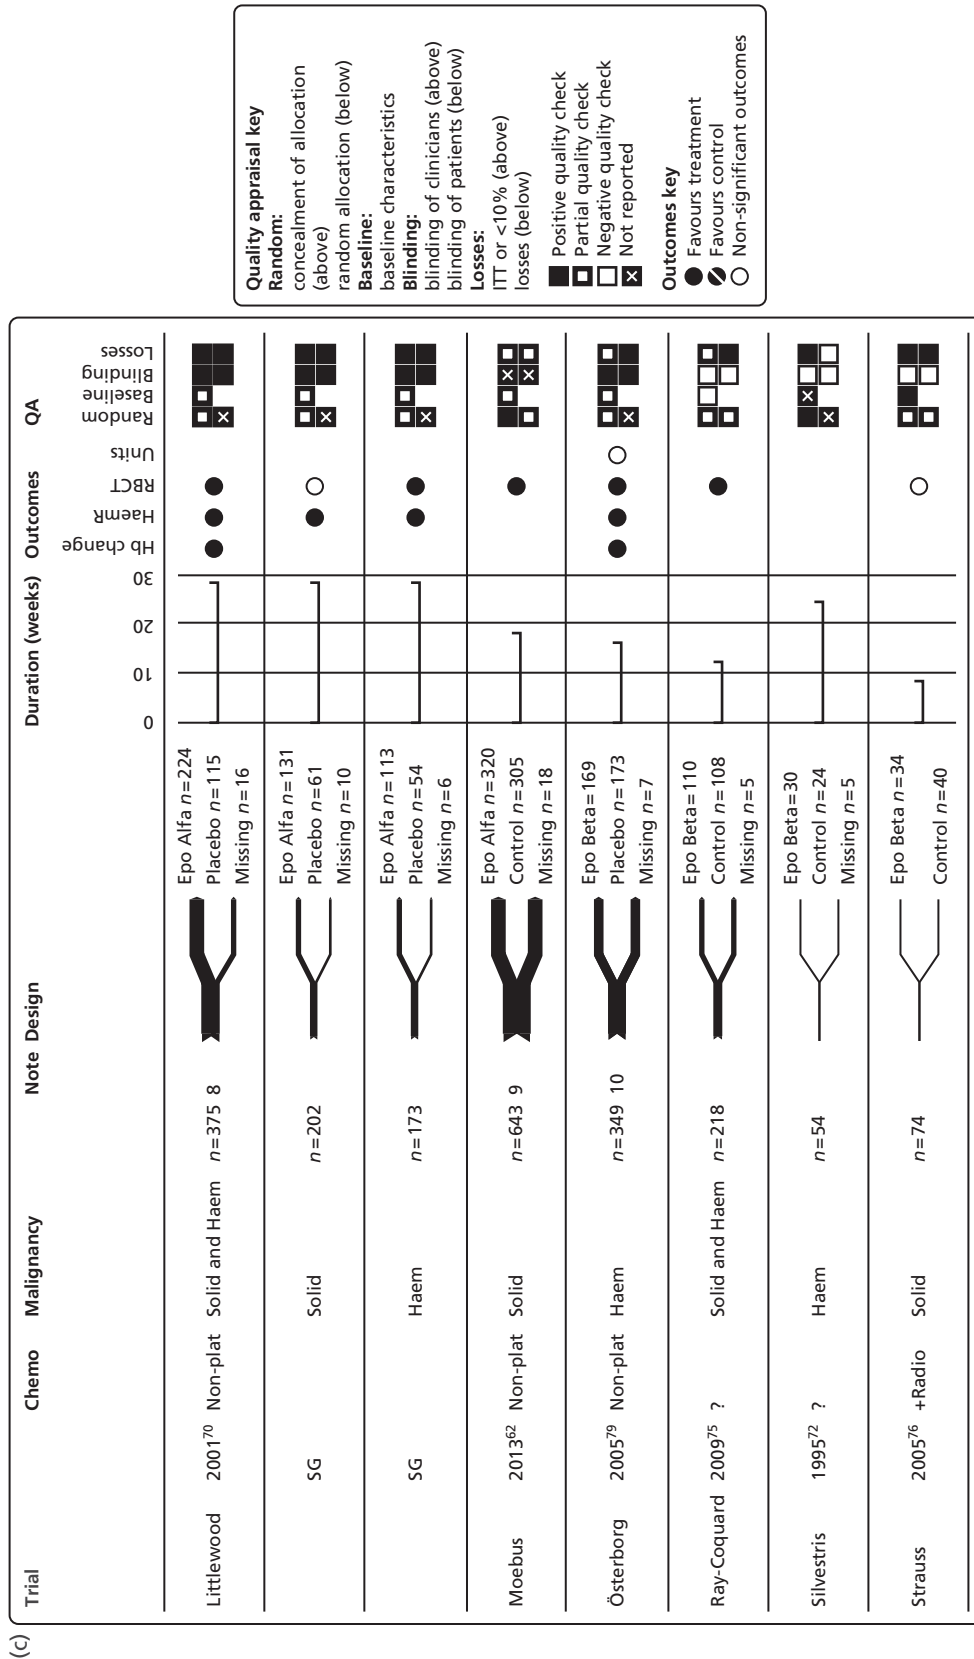 (c)
Trial Chemo Malignancy Note Design Duration (weeks) Outcomes QA
0 10 20 30 Hb change HaemR RBCT Units Random Baseline Blinding Losses
Littlewood 2001⁷⁰ Non-plat Solid and Haem n=375 8
Epo Alfa n=224
Placebo n=115
Missing n=16
SG Solid n=202
Epo Alfa n=131
Placebo n=61
Missing n=10
SG Haem n=173
Epo Alfa n=113
Placebo n=54
Missing n=6
Moebus 2013⁶² Non-plat Solid n=643 9
Epo Alfa n=320
Control n=305
Missing n=18
Österborg 2005⁷⁹ Non-plat Haem n=349 10
Epo Beta=169
Placebo n=173
Missing n=7
Ray-Coquard 2009⁷⁵ ? Solid and Haem n=218
Epo Beta=110
Control n=108
Missing n=5
Silvestris 1995⁷² ? Haem n=54
Epo Beta=30
Control n=24
Missing n=5
Strauss 2005⁷⁶ +Radio Solid n=74
Epo Beta n=34
Control n=40
Quality appraisal key
Random:
concealment of allocation
(above)
random allocation (below)
Baseline:
baseline characteristics
Blinding:
blinding of clinicians (above)
blinding of patients (below)
Losses:
ITT or <10% (above)
losses (below)
Positive quality check
Partial quality check
Negative quality check
Not reported
Outcomes key
Favours treatment
Favours control
Non-significant outcomes